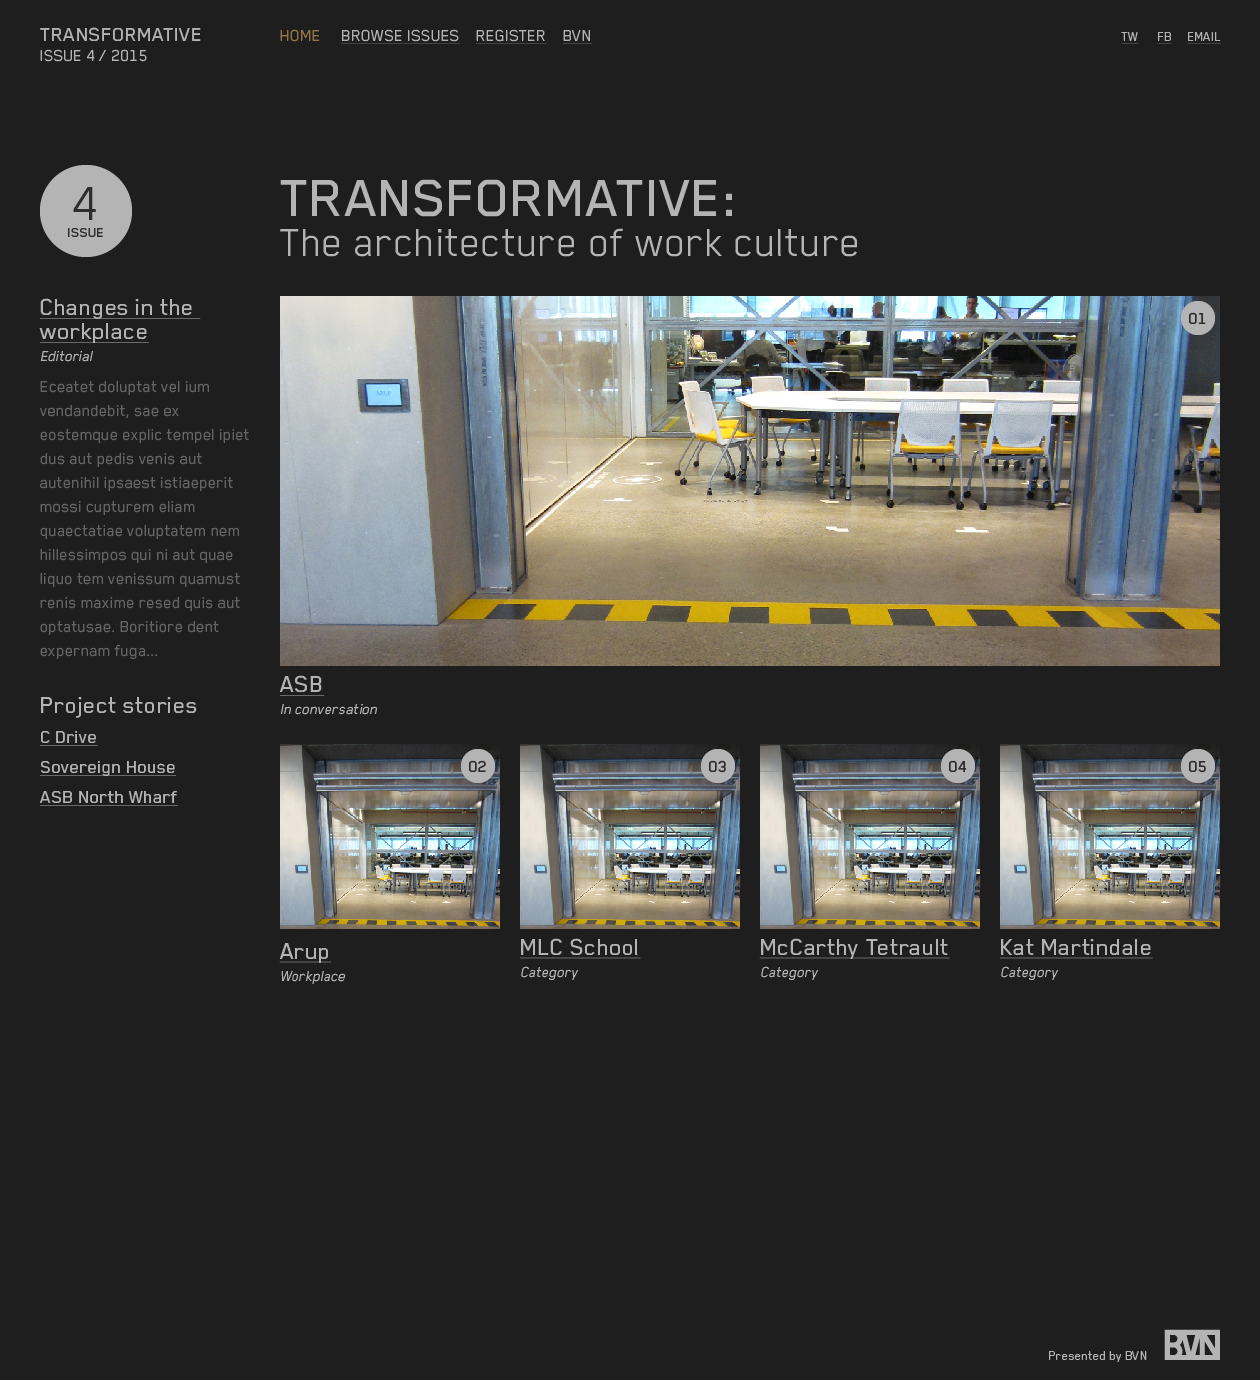 TRANSFORMATIVE
ISSUE 4 / 2015
HOME BROWSE ISSUES REGISTER BVN
TW FB EMAIL
4
ISSUE
TRANSFORMATIVE:
The architecture of work culture
Changes in the
workplace
Editorial
Eceatet doluptat vel ium
vendandebit, sae ex
eostemque explic tempel ipiet
dus aut pedis venis aut
autenihil ipsaest istiaeperit
mossi cupturem eliam
quaectatiae voluptatem nem
hillessimpos qui ni aut quae
liquo tem venissum quamust
renis maxime resed quis aut
optatusae. Boritiore dent
expernam fuga...
Project stories
C Drive
Sovereign House
ASB North Wharf
01
ASB
In conversation
02
Arup
Workplace
03
MLC School
Category
04
McCarthy Tetrault
Category
05
Kat Martindale
Category
Presented by BVN
BVN